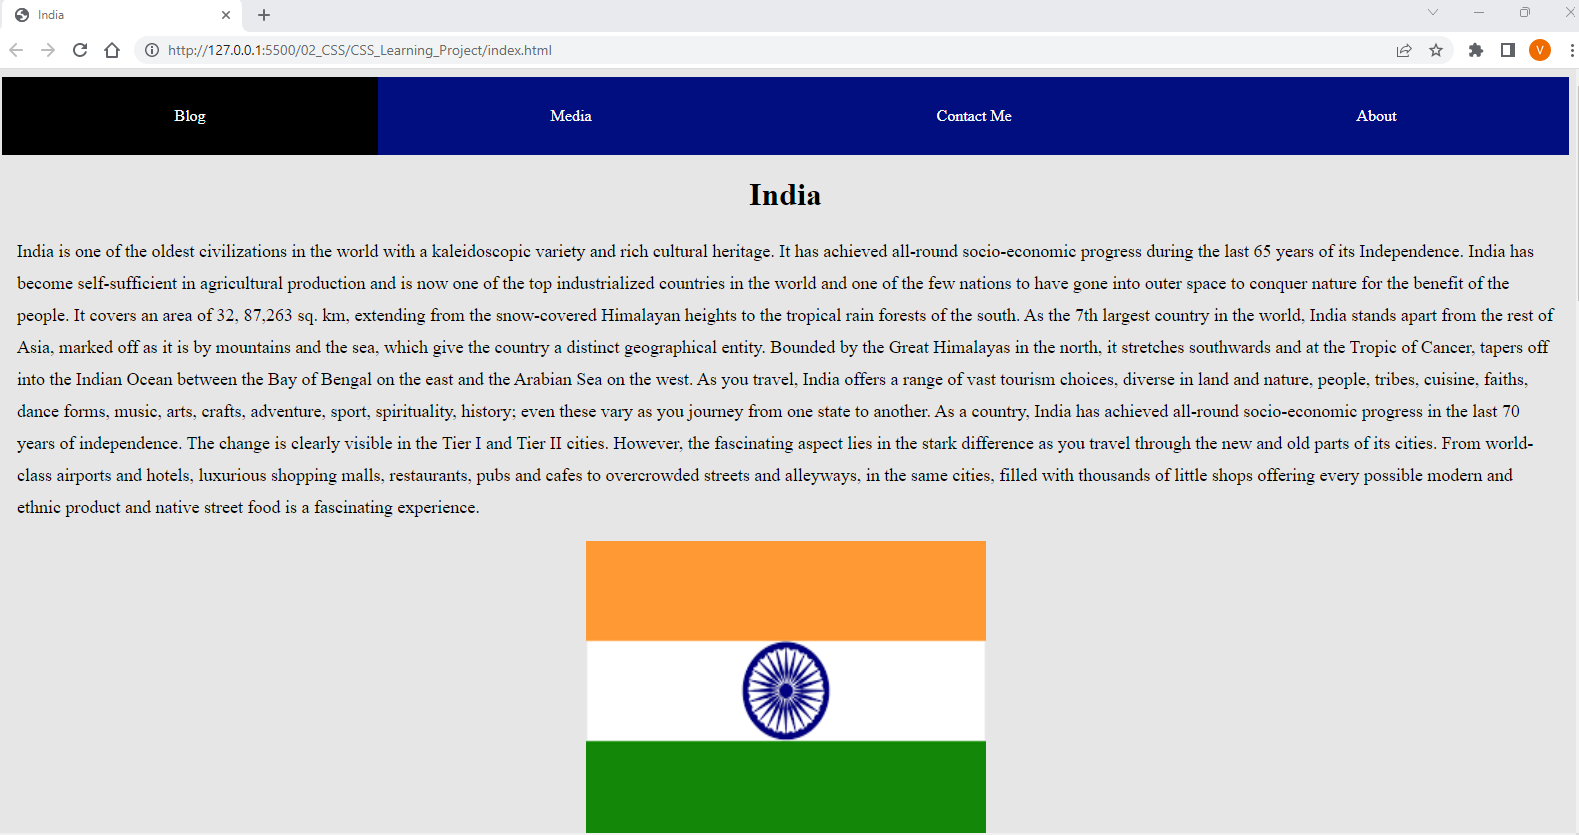 India
http://127.0.0.1:5500/02_CSS/CSS_Learning_Project/index.html
V
Blog Media Contact Me About
India
India is one of the oldest civilizations in the world with a kaleidoscopic variety and rich cultural heritage. It has achieved all-round socio-economic progress during the last 65 years of its Independence. India has
become self-sufficient in agricultural production and is now one of the top industrialized countries in the world and one of the few nations to have gone into outer space to conquer nature for the benefit of the
people. It covers an area of 32, 87,263 sq. km, extending from the snow-covered Himalayan heights to the tropical rain forests of the south. As the 7th largest country in the world, India stands apart from the rest of
Asia, marked off as it is by mountains and the sea, which give the country a distinct geographical entity. Bounded by the Great Himalayas in the north, it stretches southwards and at the Tropic of Cancer, tapers off
into the Indian Ocean between the Bay of Bengal on the east and the Arabian Sea on the west. As you travel, India offers a range of vast tourism choices, diverse in land and nature, people, tribes, cuisine, faiths,
dance forms, music, arts, crafts, adventure, sport, spirituality, history; even these vary as you journey from one state to another. As a country, India has achieved all-round socio-economic progress in the last 70
years of independence. The change is clearly visible in the Tier I and Tier II cities. However, the fascinating aspect lies in the stark difference as you travel through the new and old parts of its cities. From world-
class airports and hotels, luxurious shopping malls, restaurants, pubs and cafes to overcrowded streets and alleyways, in the same cities, filled with thousands of little shops offering every possible modern and
ethnic product and native street food is a fascinating experience.